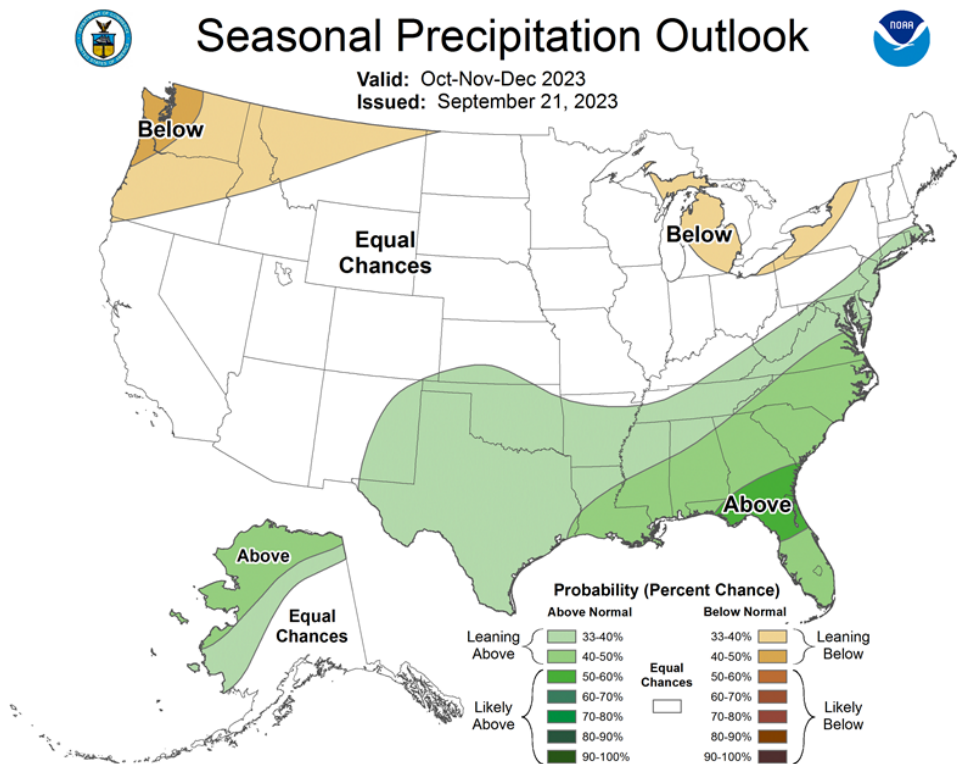 Seasonal Precipitation Outlook
NOAA
Valid: Oct-Nov-Dec 2023
Issued: September 21, 2023
Below
Equal
Chances
Below
Above
Above
Equal
Chances
Probability (Percent Chance)
Above Normal
Below Normal
Leaning
Above
33-40%
40-50%
50-60%
60-70%
70-80%
80-90%
90-100%
Likely
Above
Equal
Chances
33-40%
40-50%
50-60%
60-70%
70-80%
80-90%
90-100%
Leaning
Below
Likely
Below